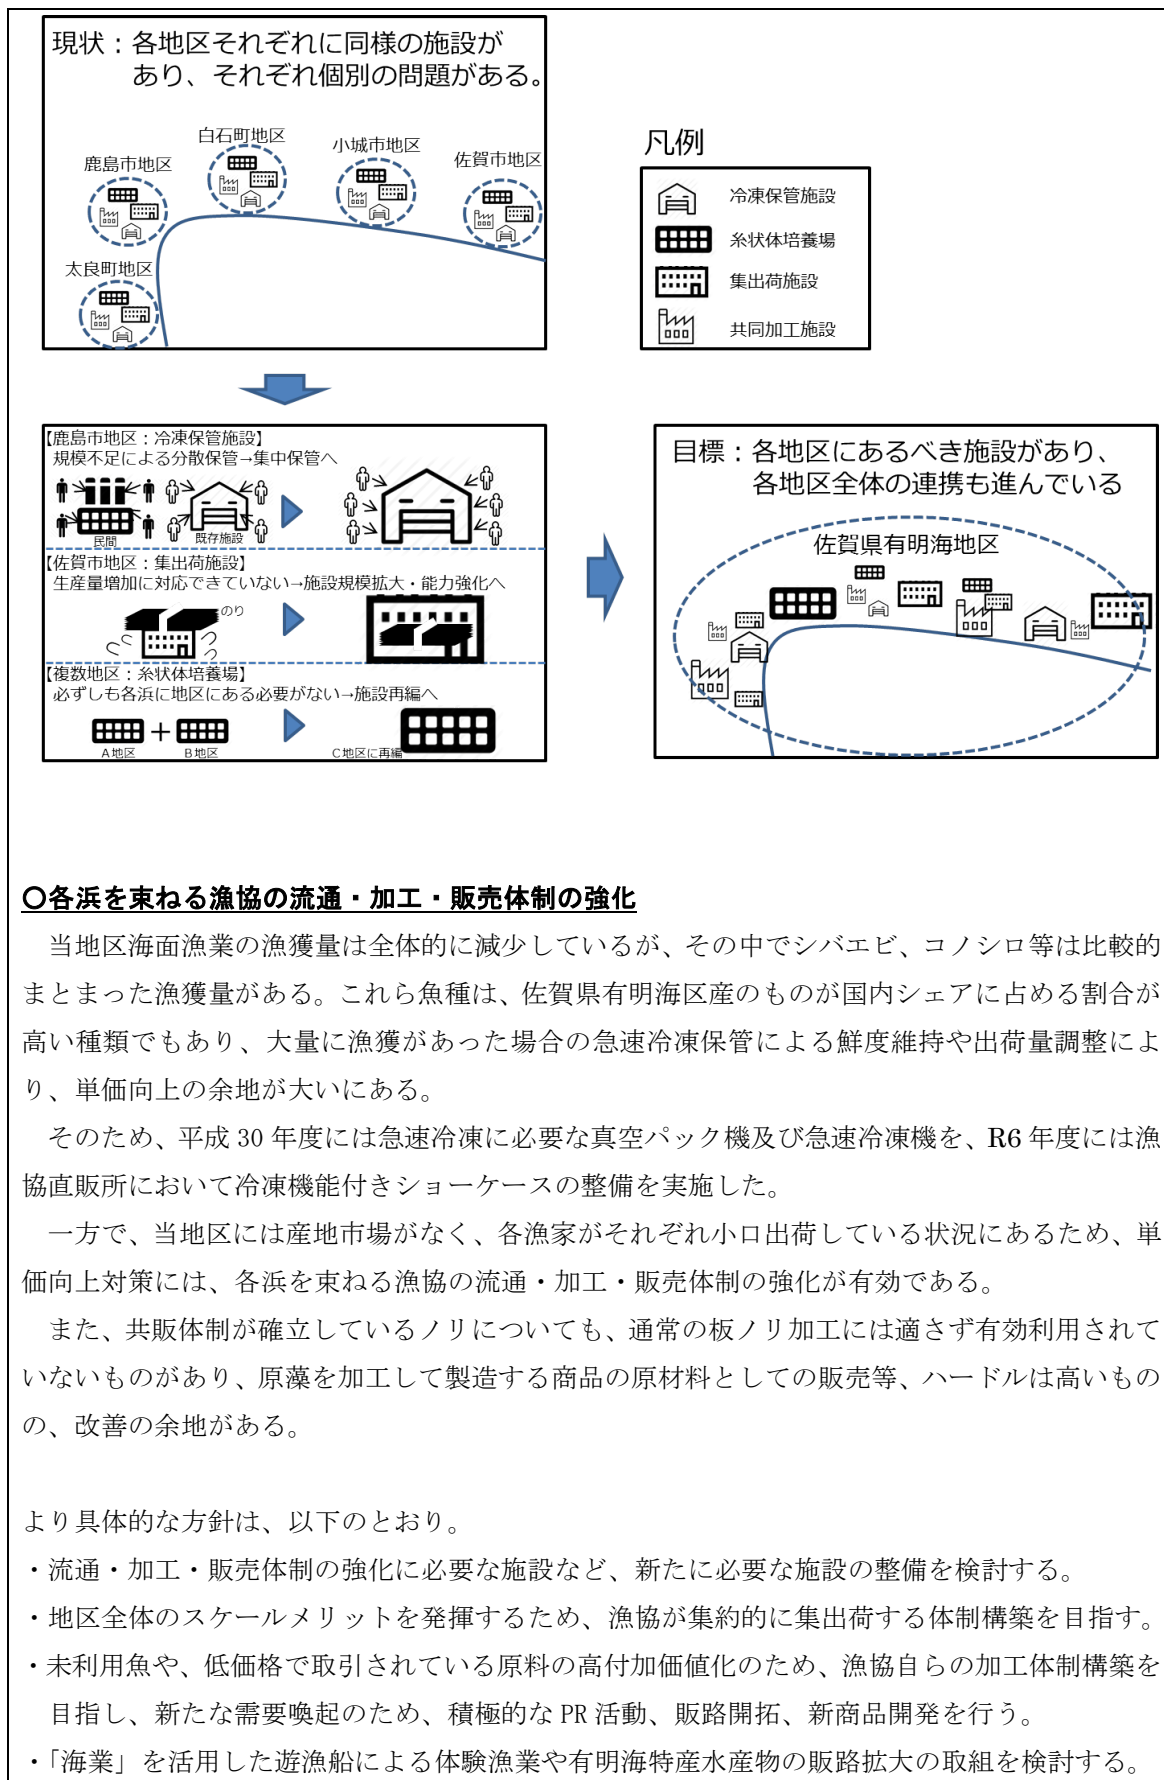 現状：各地区それぞれに同様の施設が
あり、それぞれ個別の問題がある。
白石町地区
小城市地区
佐賀市地区
鹿島市地区
太良町地区
凡例
冷凍保管施設
糸状体培養場
集出荷施設
共同加工施設
【鹿島市地区：冷凍保管施設】
規模不足による分散保管→集中保管へ
民間
既存施設
【佐賀市地区：集出荷施設】
生産量増加に対応できていない→施設規模拡大・能力強化へ
のり
【複数地区：糸状体培養場】
必ずしも各浜に地区にある必要がない→施設再編へ
A地区
B地区
C地区に再編
目標：各地区にあるべき施設があり、
各地区全体の連携も進んでいる
佐賀県有明海地区
〇各浜を束ねる漁協の流通・加工・販売体制の強化
当地区海面漁業の漁獲量は全体的に減少しているが、その中でシバエビ、コノシロ等は比較的
まとまった漁獲量がある。これら魚種は、佐賀県有明海区産のものが国内シェアに占める割合が
高い種類でもあり、大量に漁獲があった場合の急速冷凍保管による鮮度維持や出荷量調整によ
り、単価向上の余地が大いにある。
そのため、平成 30 年度には急速冷凍に必要な真空パック機及び急速冷凍機を、R6 年度には漁
協直販所において冷凍機能付きショーケースの整備を実施した。
一方で、当地区には産地市場がなく、各漁家がそれぞれ小口出荷している状況にあるため、単
価向上対策には、各浜を束ねる漁協の流通・加工・販売体制の強化が有効である。
また、共販体制が確立しているノリについても、通常の板ノリ加工には適さず有効利用されて
いないものがあり、原藻を加工して製造する商品の原材料としての販売等、ハードルは高いもの
の、改善の余地がある。
より具体的な方針は、以下のとおり。
・流通・加工・販売体制の強化に必要な施設など、新たに必要な施設の整備を検討する。
・地区全体のスケールメリットを発揮するため、漁協が集約的に集出荷する体制構築を目指す。
・未利用魚や、低価格で取引されている原料の高付加価値化のため、漁協自らの加工体制構築を
目指し、新たな需要喚起のため、積極的な PR 活動、販路開拓、新商品開発を行う。
・「海業」を活用した遊漁船による体験漁業や有明海特産水産物の販路拡大の取組を検討する。